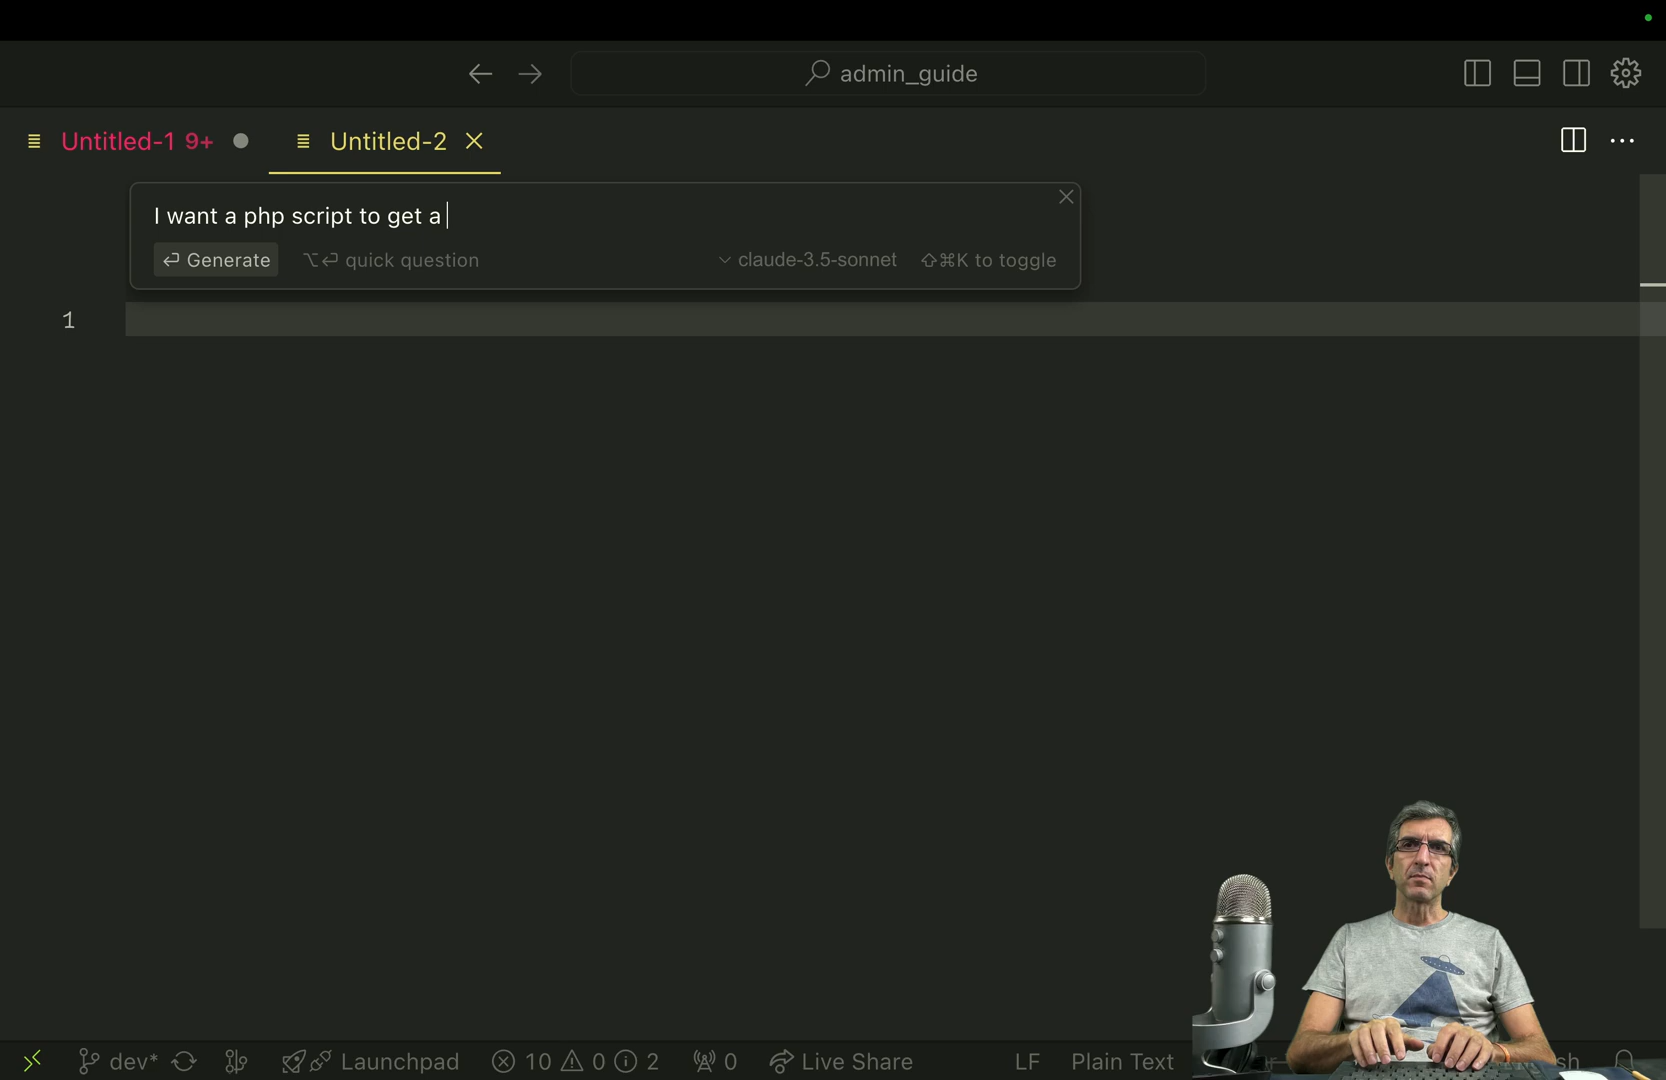 admin_guide
Untitled-1 9+
Untitled-2
I want a php script to get a
Generate quick question claude-3.5-sonnet ⇧⌘K to toggle
1
dev* Launchpad 10 0 2 0 Live Share LF Plain Text